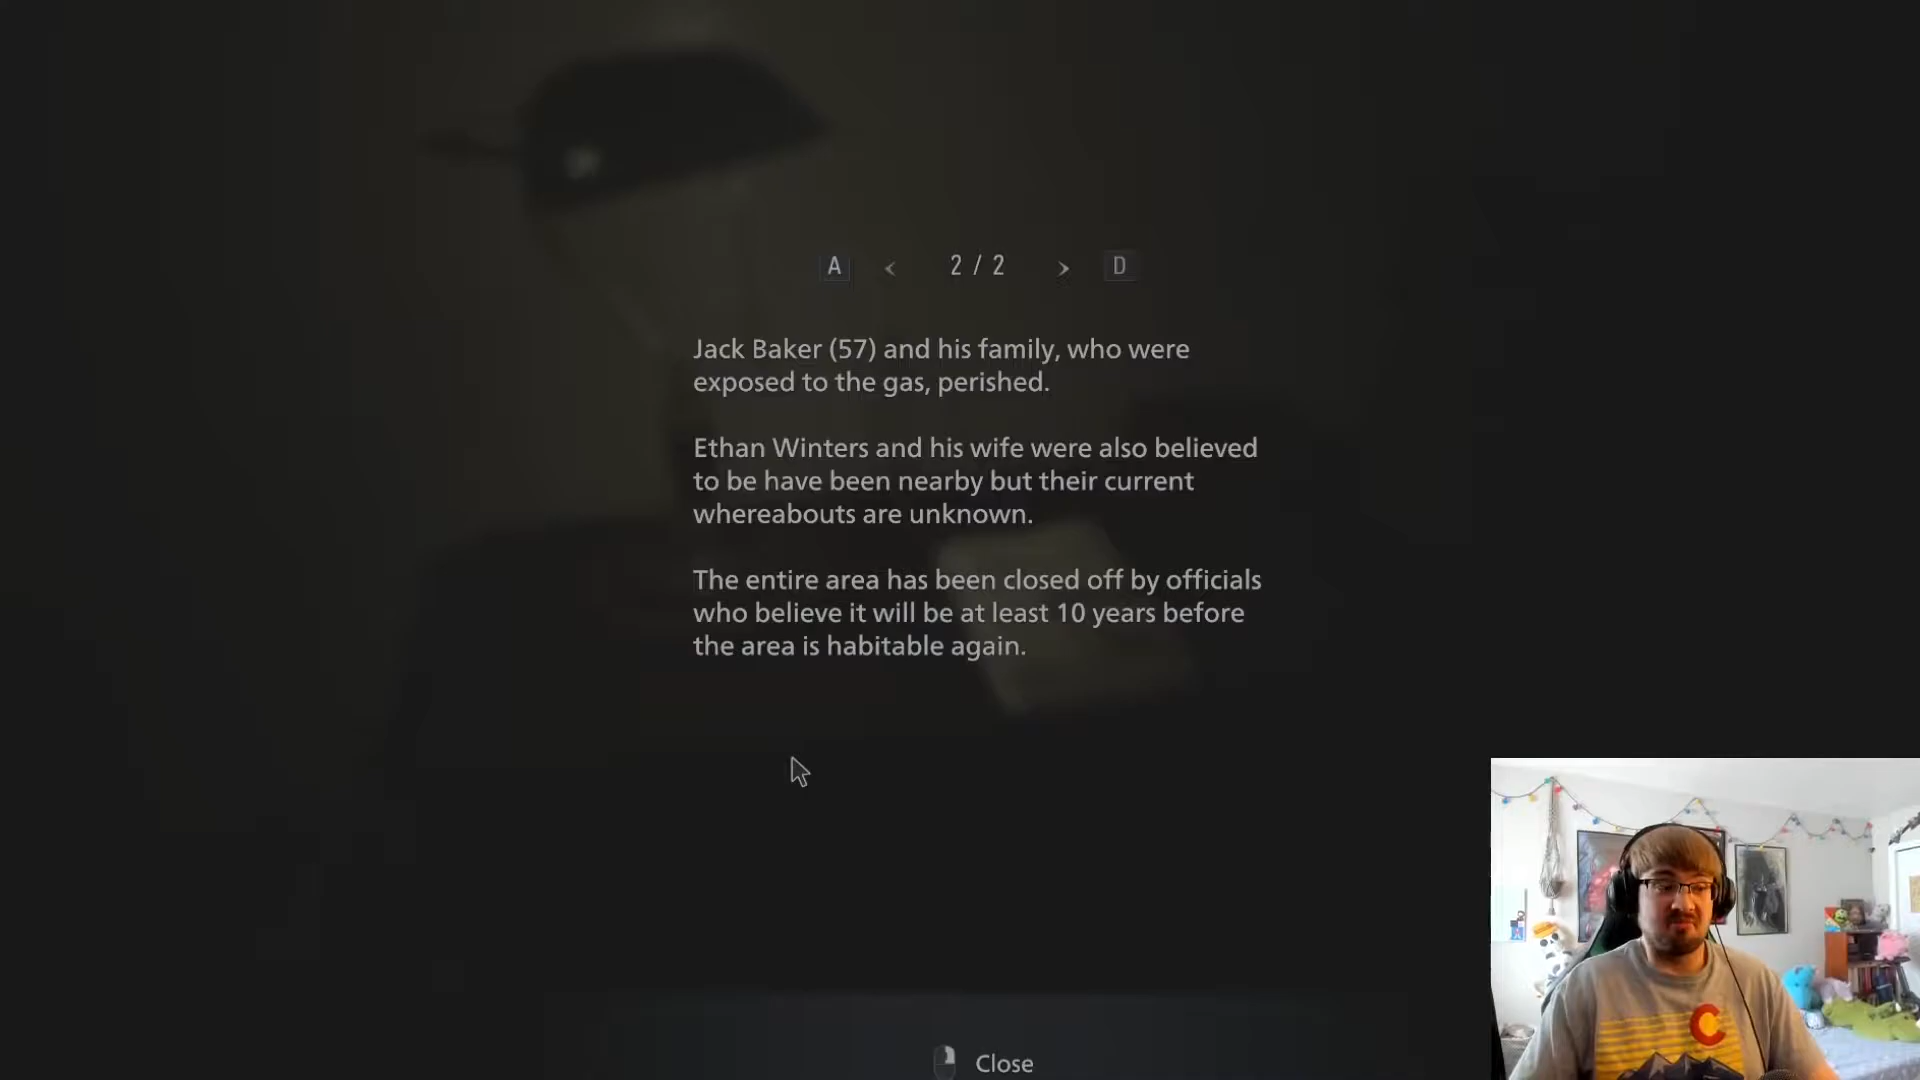 A < 2 / 2 > D
Jack Baker (57) and his family, who were
exposed to the gas, perished.
Ethan Winters and his wife were also believed
to be have been nearby but their current
whereabouts are unknown.
The entire area has been closed off by officials
who believe it will be at least 10 years before
the area is habitable again.
Close
C